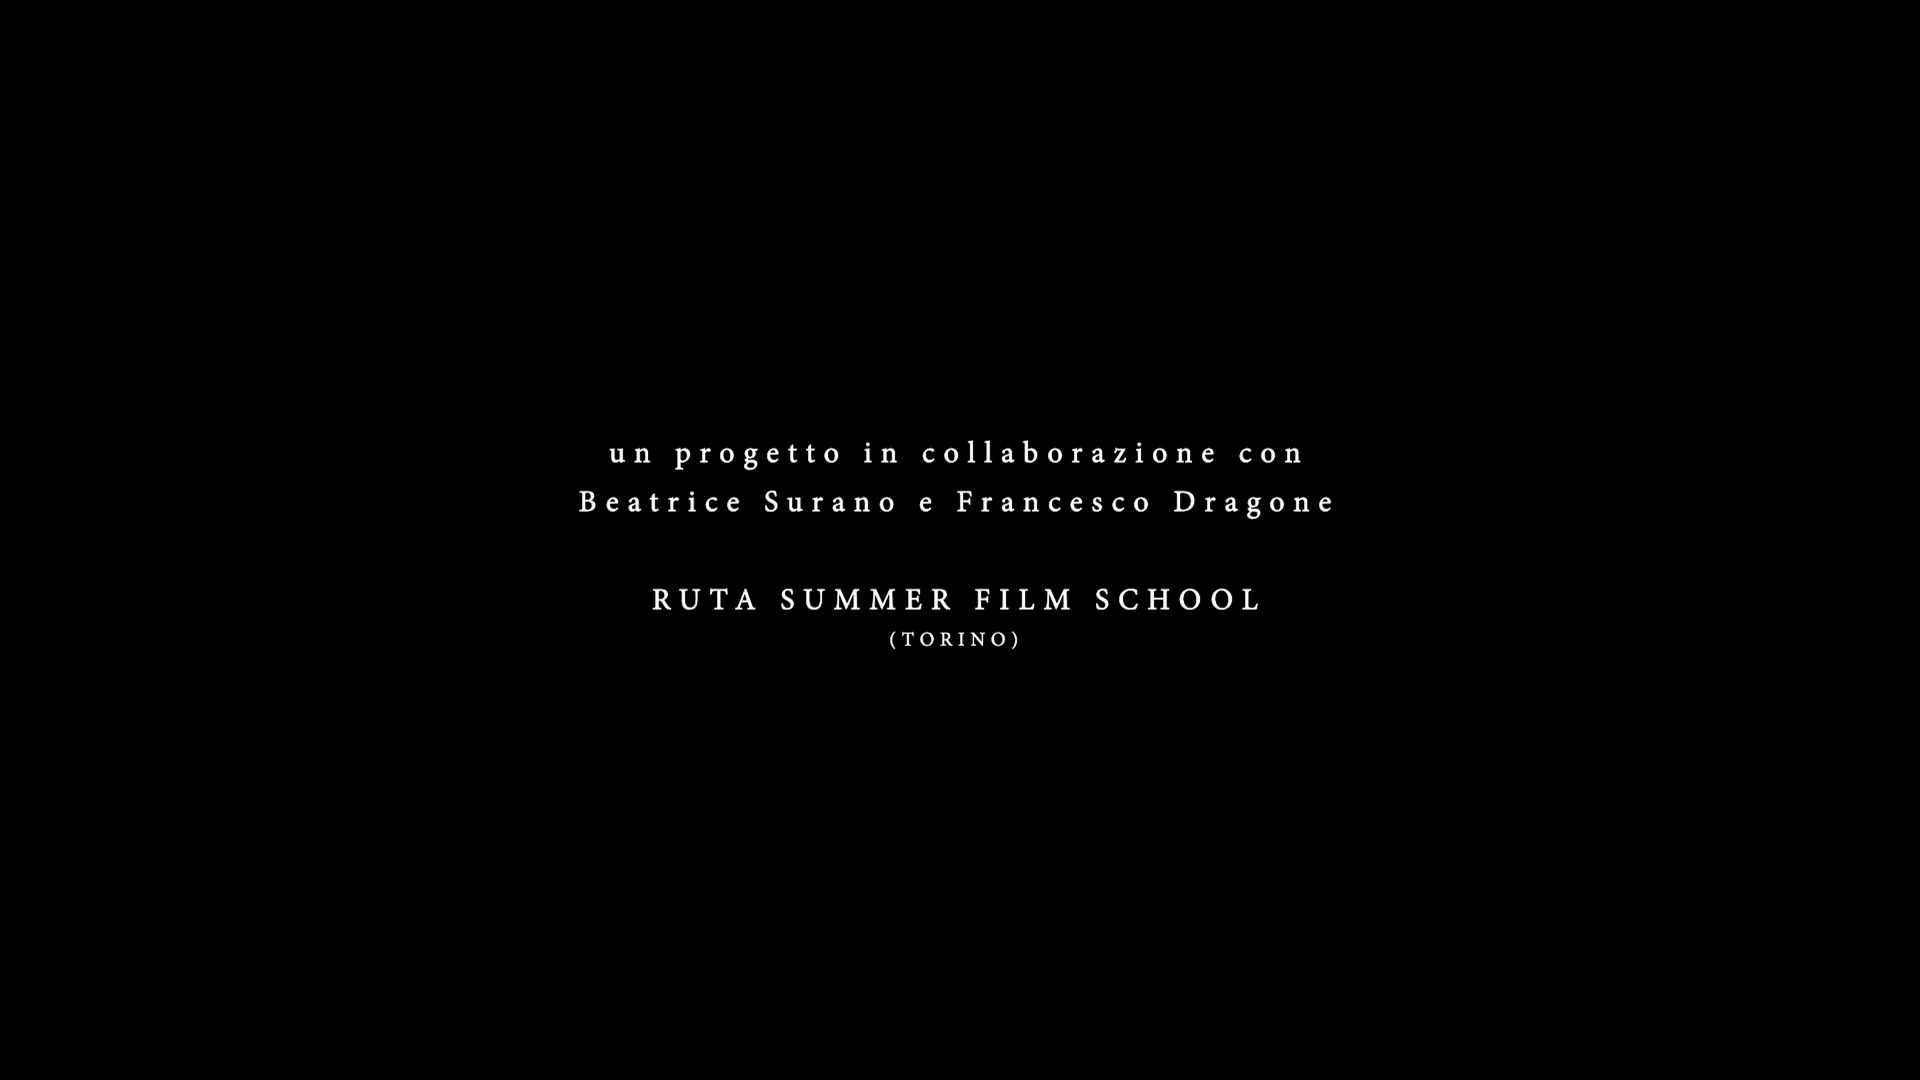 un progetto in collaborazione con
Beatrice Surano e Francesco Dragone
RUTA SUMMER FILM SCHOOL
(TORINO)